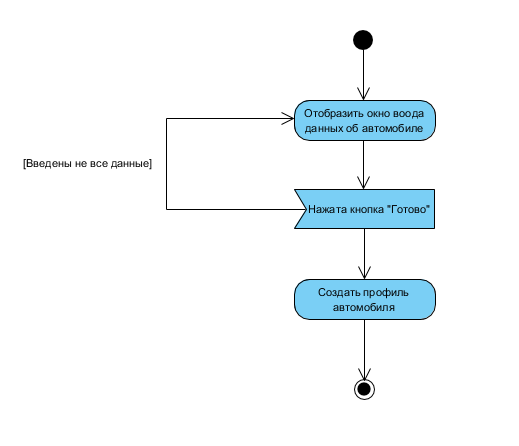 Отобразить окно воода
данных об автомобиле
[Введены не все данные]
Нажата кнопка "Готово"
Создать профиль
автомобиля